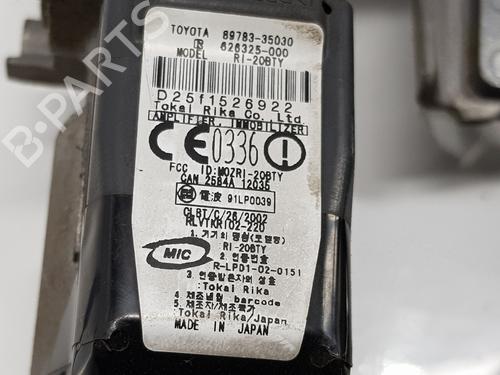 TOYOTA 89783-35030
626325-000
MODEL RI-20BTY
D25f1526922
Tokai Rika Co., Ltd.
AMPLIFIER, IMMOBILIZER
CE0336
FCC ID:MOZRI-20BTY
CAN 2584A 12035
電波 91LP0039
CLBT/C/28/2002
RLVTKRI02-220
1. 기기의 명칭(모델명)
:RI-20BTY
2. 인증번호
:R-LPD1-02-0151
MIC
3. 인증받은자의 상호
:Tokai Rika
4. 제조년월 barcode
5. 제조자/제조국가
:Tokai Rika/Japan
MADE IN JAPAN
B-PARTS